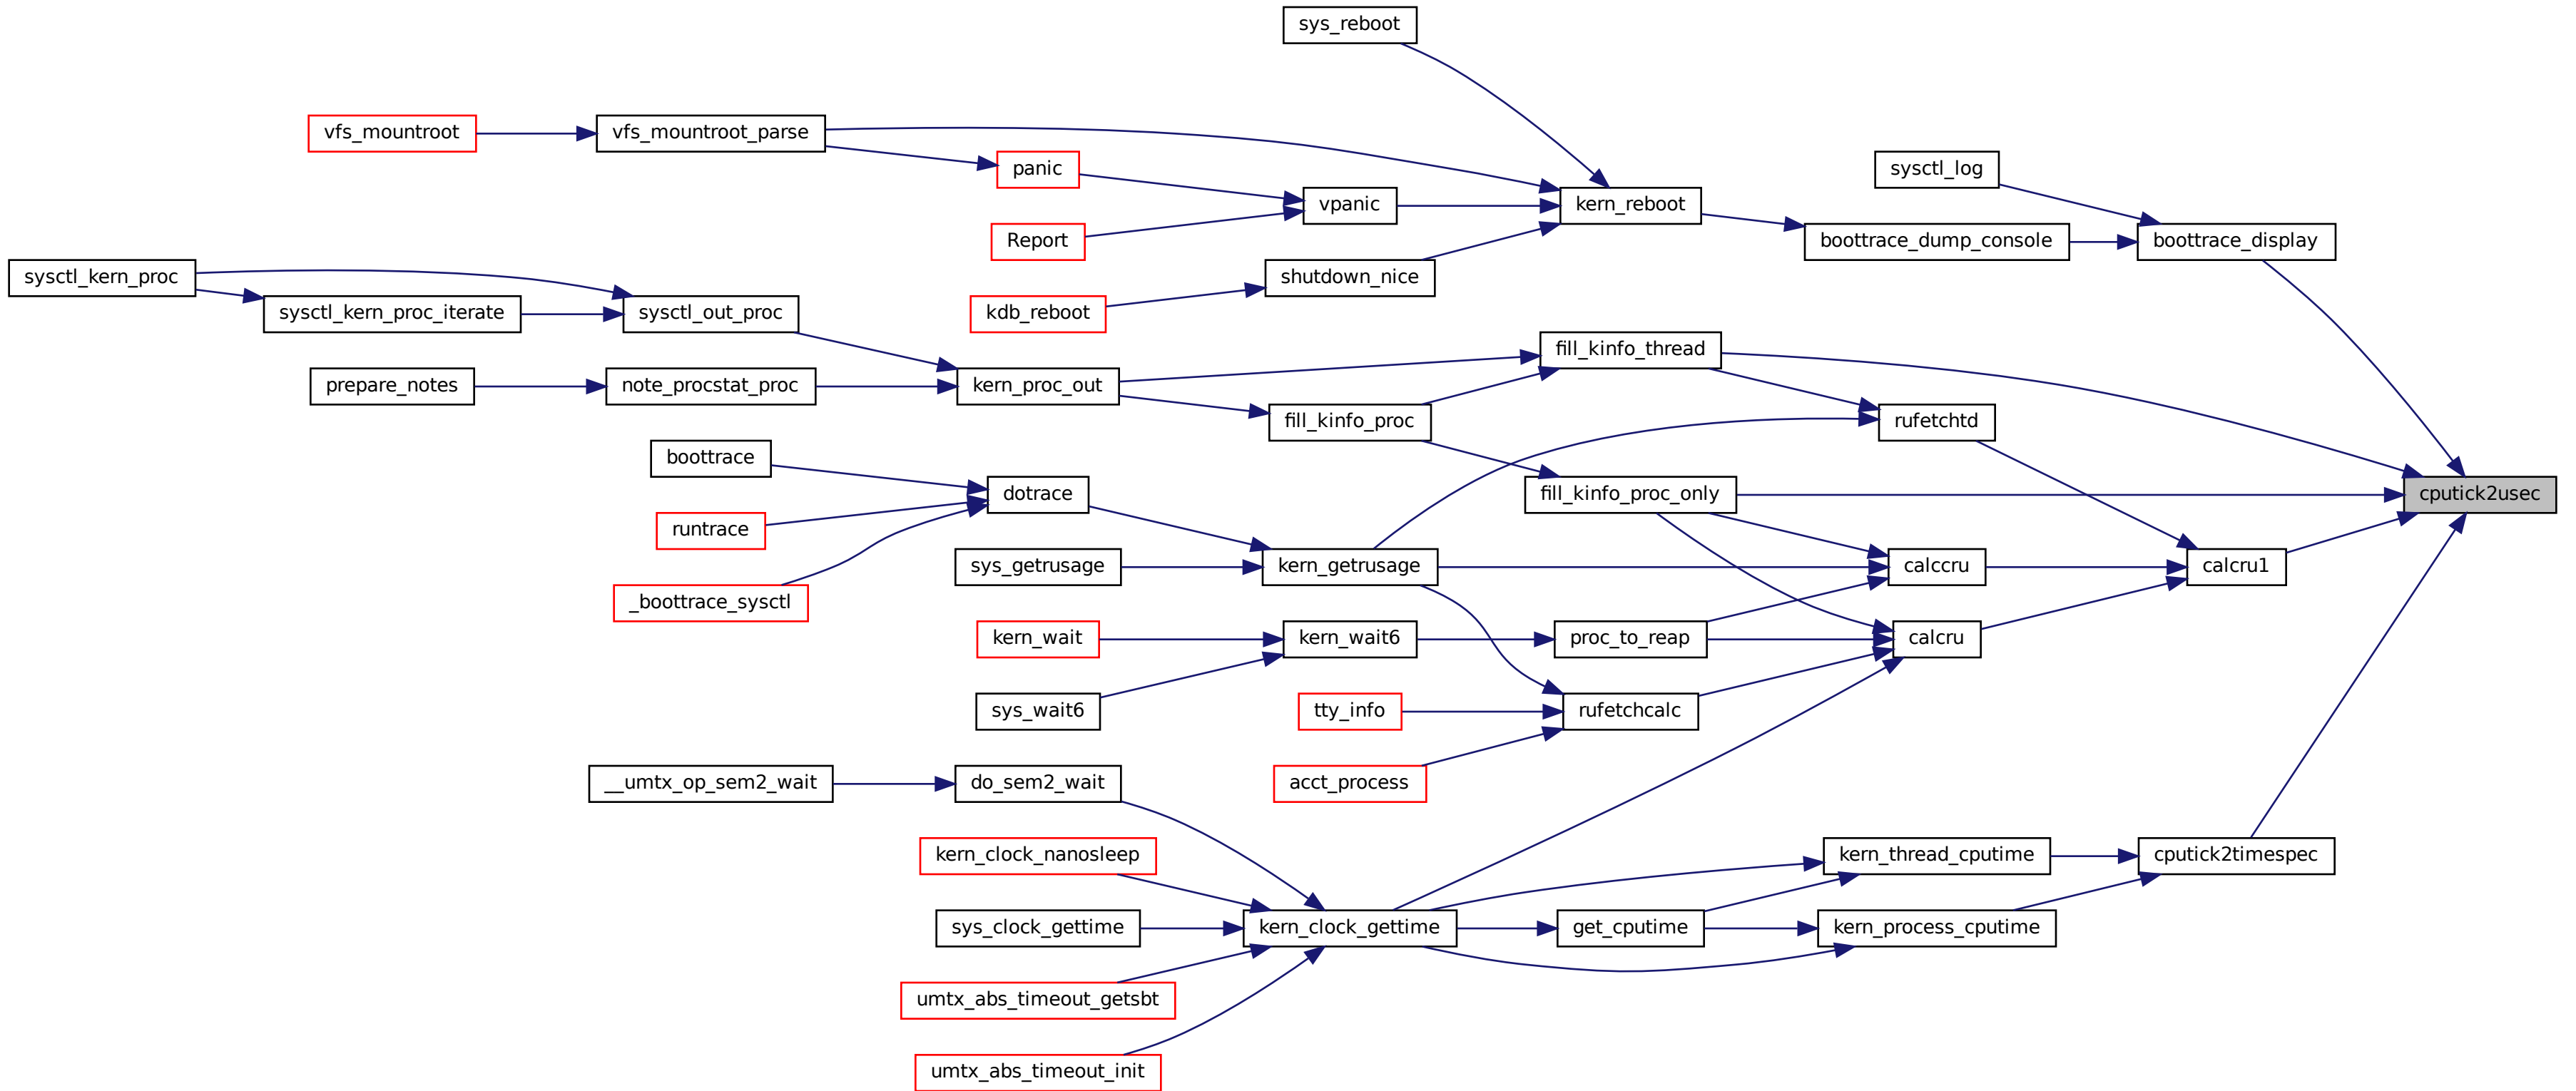 sys_reboot
vfs_mountroot
vfs_mountroot_parse
panic
sysctl_log
vpanic
kern_reboot
Report
boottrace_dump_console
boottrace_display
sysctl_kern_proc
shutdown_nice
sysctl_kern_proc_iterate
sysctl_out_proc
kdb_reboot
fill_kinfo_thread
prepare_notes
note_procstat_proc
kern_proc_out
fill_kinfo_proc
rufetchtd
boottrace
dotrace
fill_kinfo_proc_only
cputick2usec
runtrace
sys_getrusage
kern_getrusage
calccru
calcru1
_boottrace_sysctl
kern_wait
kern_wait6
proc_to_reap
calcru
sys_wait6
tty_info
rufetchcalc
__umtx_op_sem2_wait
do_sem2_wait
acct_process
kern_clock_nanosleep
kern_thread_cputime
cputick2timespec
sys_clock_gettime
kern_clock_gettime
get_cputime
kern_process_cputime
umtx_abs_timeout_getsbt
umtx_abs_timeout_init